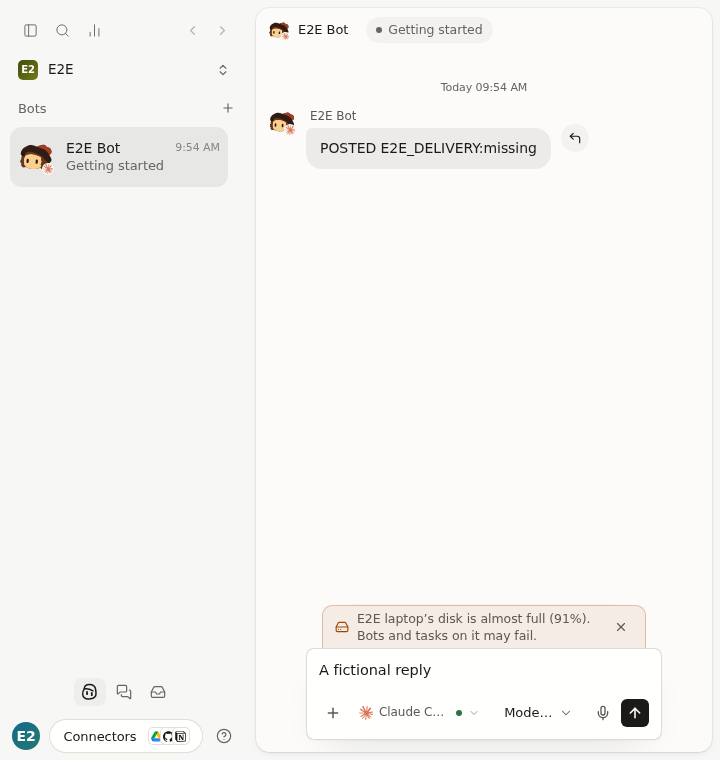 E2 E2E
Bots
E2E Bot 9:54 AM
Getting started
E2 Connectors
E2E Bot Getting started
Today 09:54 AM
E2E Bot
POSTED E2E_DELIVERY:missing
E2E laptop’s disk is almost full (91%).
Bots and tasks on it may fail.
A fictional reply
Claude C... Mode...